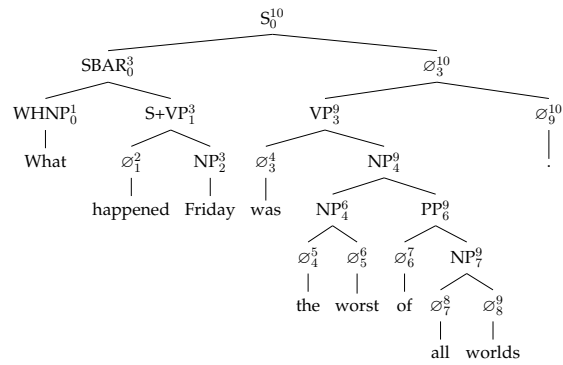 S₀¹⁰
SBAR₀³ ∅₃¹⁰
WHNP₀¹ S+VP₁³ VP₃⁹ ∅₉¹⁰
What ∅₁² NP₂³ ∅₃⁴ NP₄⁹ .
happened Friday was NP₄⁶ PP₆⁹
∅₄⁵ ∅₅⁶ ∅₆⁷ NP₇⁹
the worst of ∅₇⁸ ∅₈⁹
all worlds